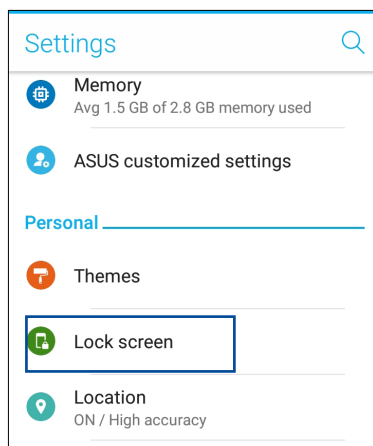 Settings
Memory
Avg 1.5 GB of 2.8 GB memory used
ASUS customized settings
Personal
Themes
Lock screen
Location
ON / High accuracy